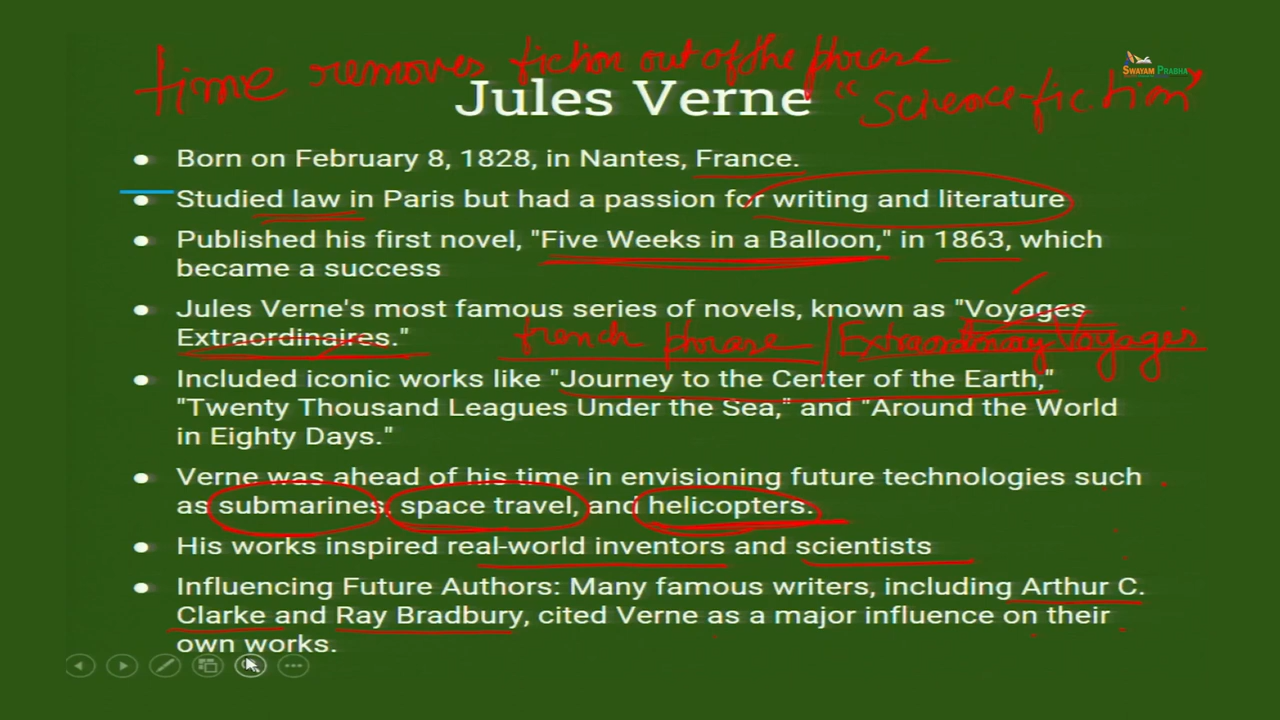 time removes fiction out of the phrase
"Science-fiction"
SWAYAM PRABHA
Jules Verne
● Born on February 8, 1828, in Nantes, France.
● Studied law in Paris but had a passion for writing and literature
● Published his first novel, "Five Weeks in a Balloon," in 1863, which
became a success
● Jules Verne's most famous series of novels, known as "Voyages
Extraordinaires."
french phrase / Extraordinary Voyages
● Included iconic works like "Journey to the Center of the Earth,"
"Twenty Thousand Leagues Under the Sea," and "Around the World
in Eighty Days."
● Verne was ahead of his time in envisioning future technologies such
as submarines, space travel, and helicopters.
● His works inspired real-world inventors and scientists
● Influencing Future Authors: Many famous writers, including Arthur C.
Clarke and Ray Bradbury, cited Verne as a major influence on their
own works.